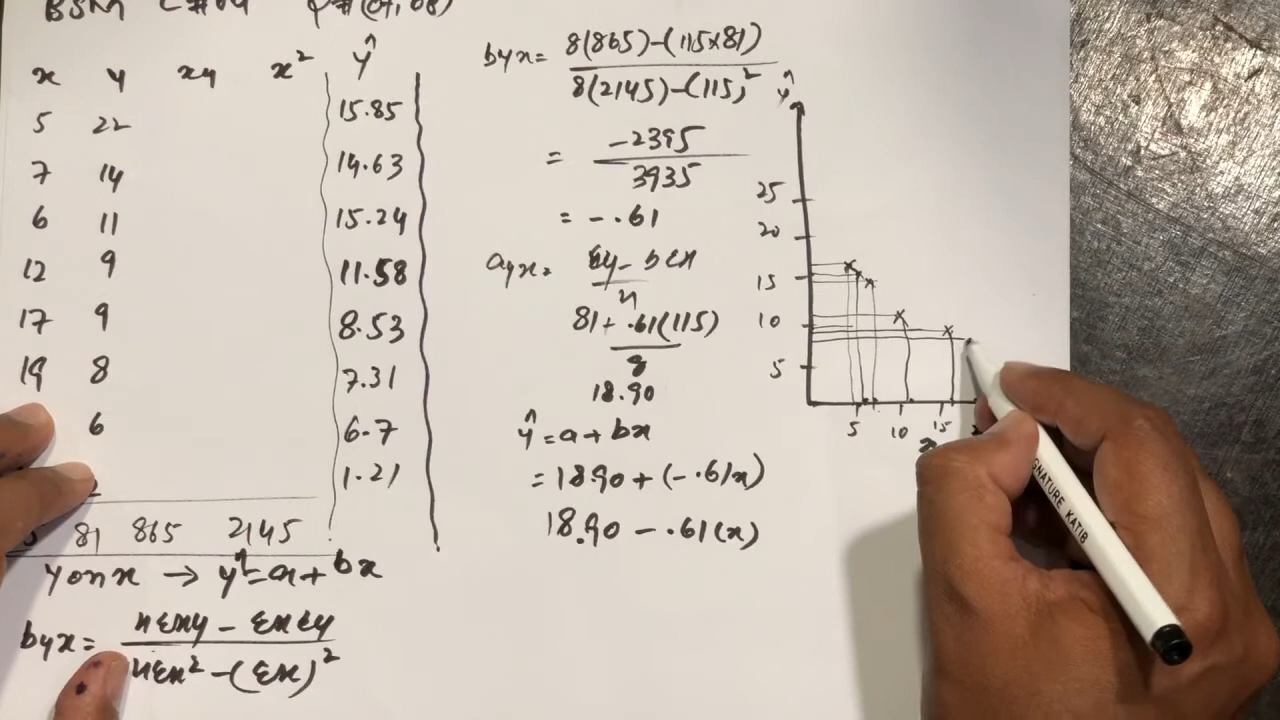 BSM
x y xy x² ŷ
5 22 15.85
7 14 14.63
6 11 15.24
12 9 11.58
17 9 8.53
19 8 7.31
6 6.7
1.21
81 865 2145
y on x → ŷ = a + bx
byx = nΣxy - ΣxΣy / nΣx² - (Σx)²
byx = 8(865)-(115x81) / 8(2145)-(115)²
= -2395 / 3935
= -.61
ayx = Σy - bΣx / n
81 + .61(115) / 8
18.90
ŷ = a + bx
= 18.90 + (-.61x)
18.90 - .61(x)
ŷ
25
20
15
10
5
5 10 15
x
SIGNATURE KATIB